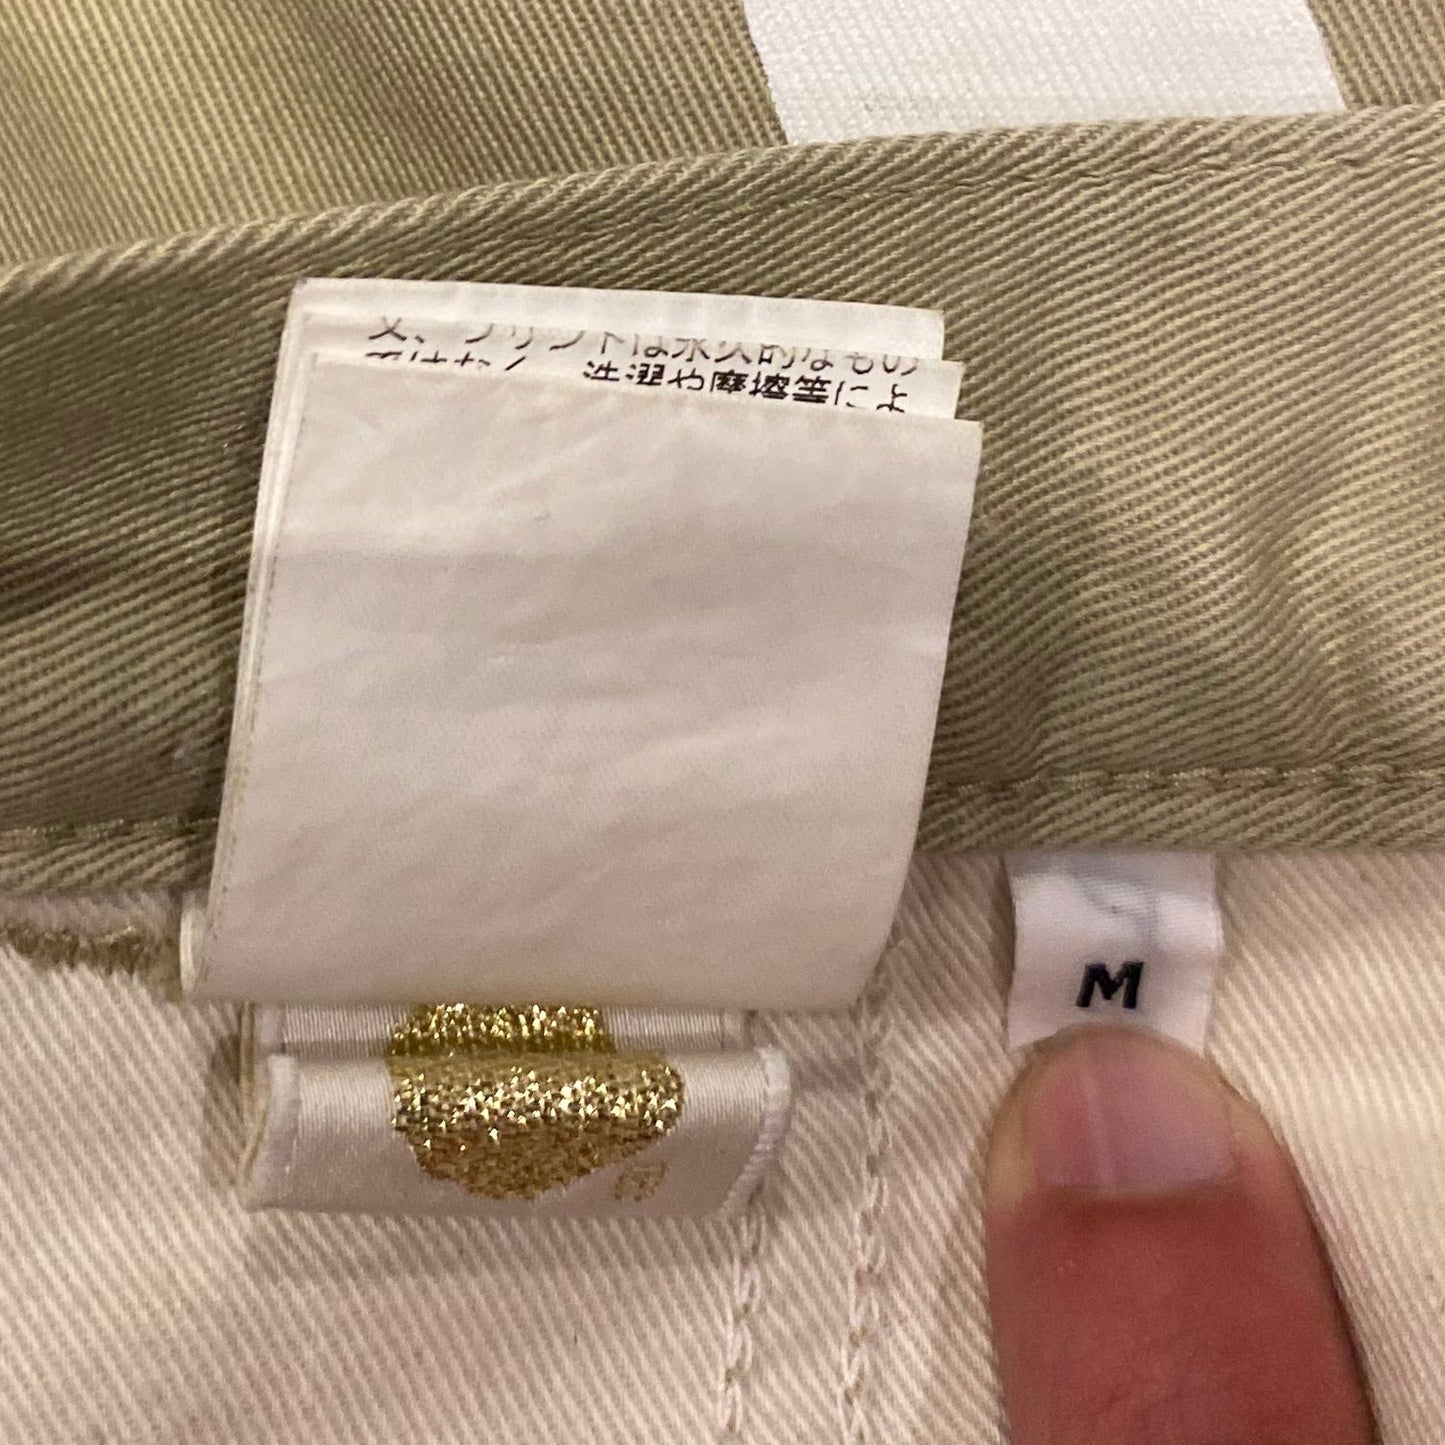 又、プリントは永久的なもの
ではなく、洗濯や摩擦等によ
M